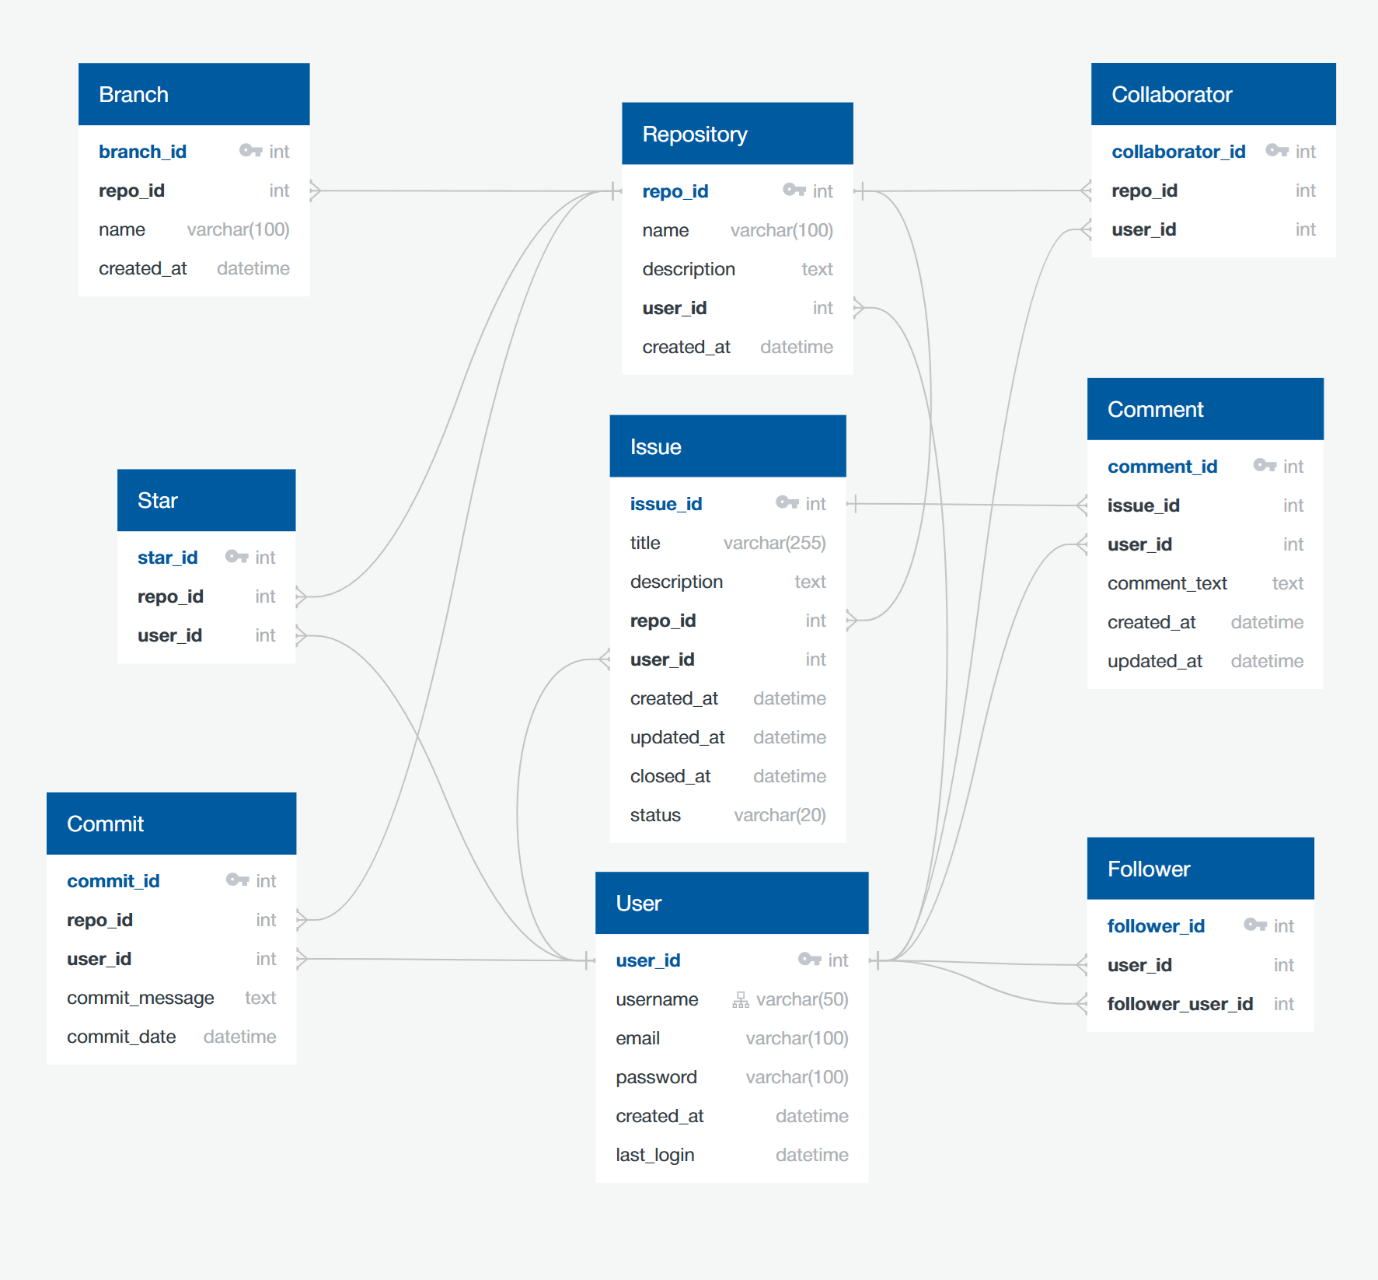 Branch
branch_id int
repo_id int
name varchar(100)
created_at datetime
Repository
repo_id int
name varchar(100)
description text
user_id int
created_at datetime
Collaborator
collaborator_id int
repo_id int
user_id int
Star
star_id int
repo_id int
user_id int
Issue
issue_id int
title varchar(255)
description text
repo_id int
user_id int
created_at datetime
updated_at datetime
closed_at datetime
status varchar(20)
Comment
comment_id int
issue_id int
user_id int
comment_text text
created_at datetime
updated_at datetime
Commit
commit_id int
repo_id int
user_id int
commit_message text
commit_date datetime
User
user_id int
username varchar(50)
email varchar(100)
password varchar(100)
created_at datetime
last_login datetime
Follower
follower_id int
user_id int
follower_user_id int